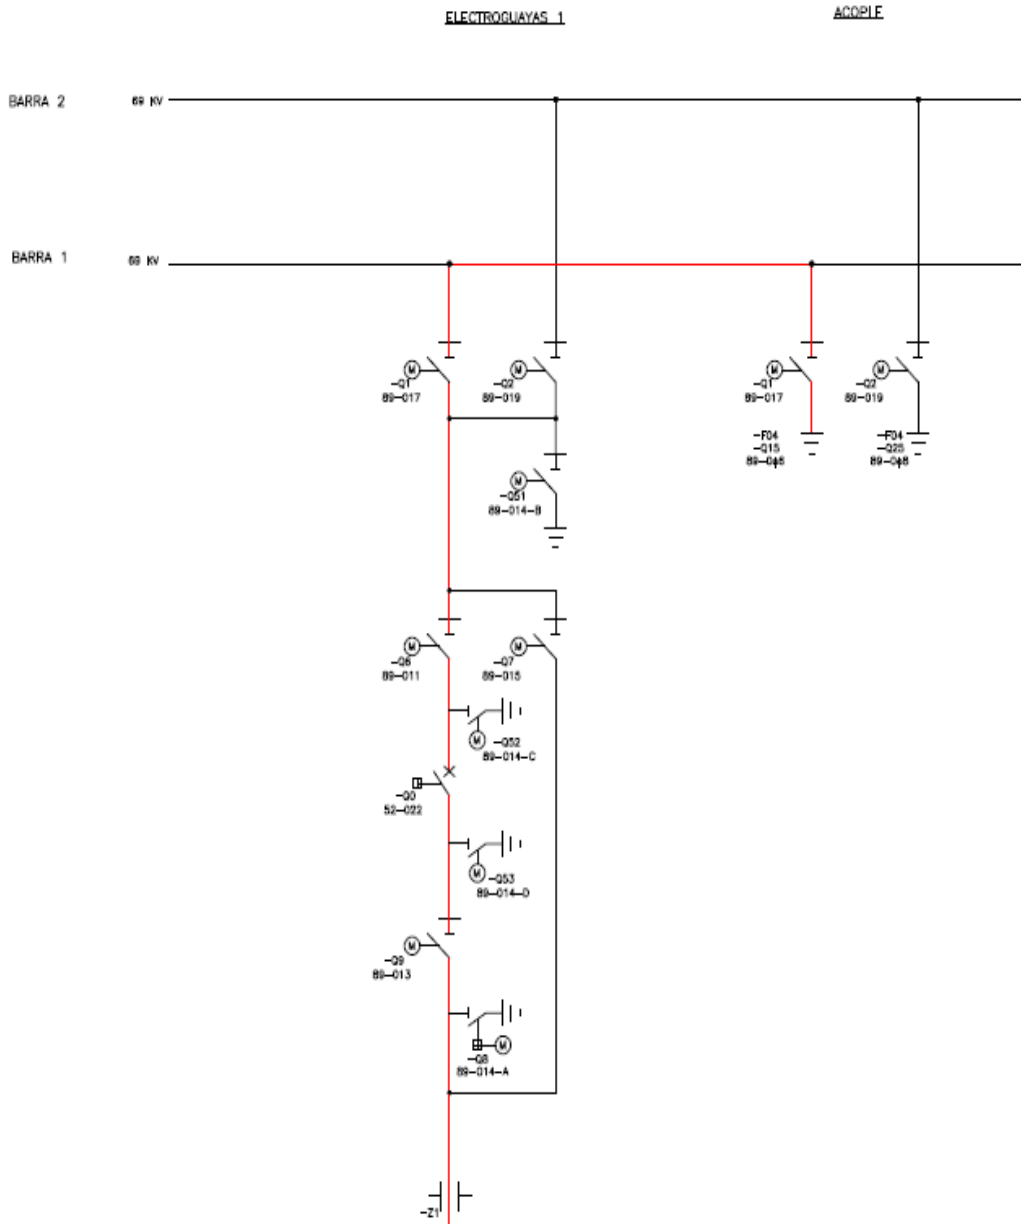 ELECTROGUAYAS 1
ACOPLE
BARRA 2
69 KV
BARRA 1
69 KV
M
-Q1
89-017
M
-Q2
89-019
M
-Q1
89-017
M
-Q2
89-019
-F04
-Q15
-F04
-Q25
M
-Q51
89-014-B
M
-Q6
89-011
M
-Q7
89-015
M
-Q52
89-014-C
-Q0
52-022
M
-Q53
89-014-D
M
-Q9
89-013
M
-Q8
89-014-A
-Z1